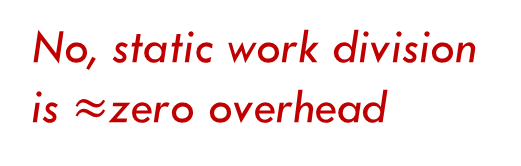 No, static work division
is ≈zero overhead